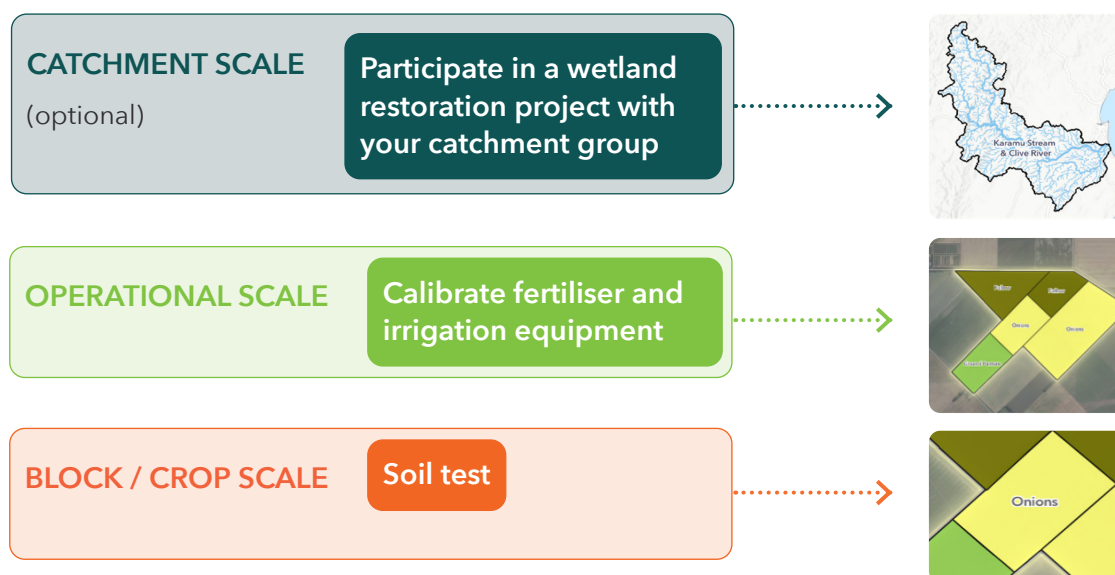 CATCHMENT SCALE
(optional)
Participate in a wetland
restoration project with
your catchment group
Karamu Stream
& Clive River
OPERATIONAL SCALE
Calibrate fertiliser and
irrigation equipment
Fallow
Fallow
Onions
Onions
BLOCK / CROP SCALE
Soil test
Onions